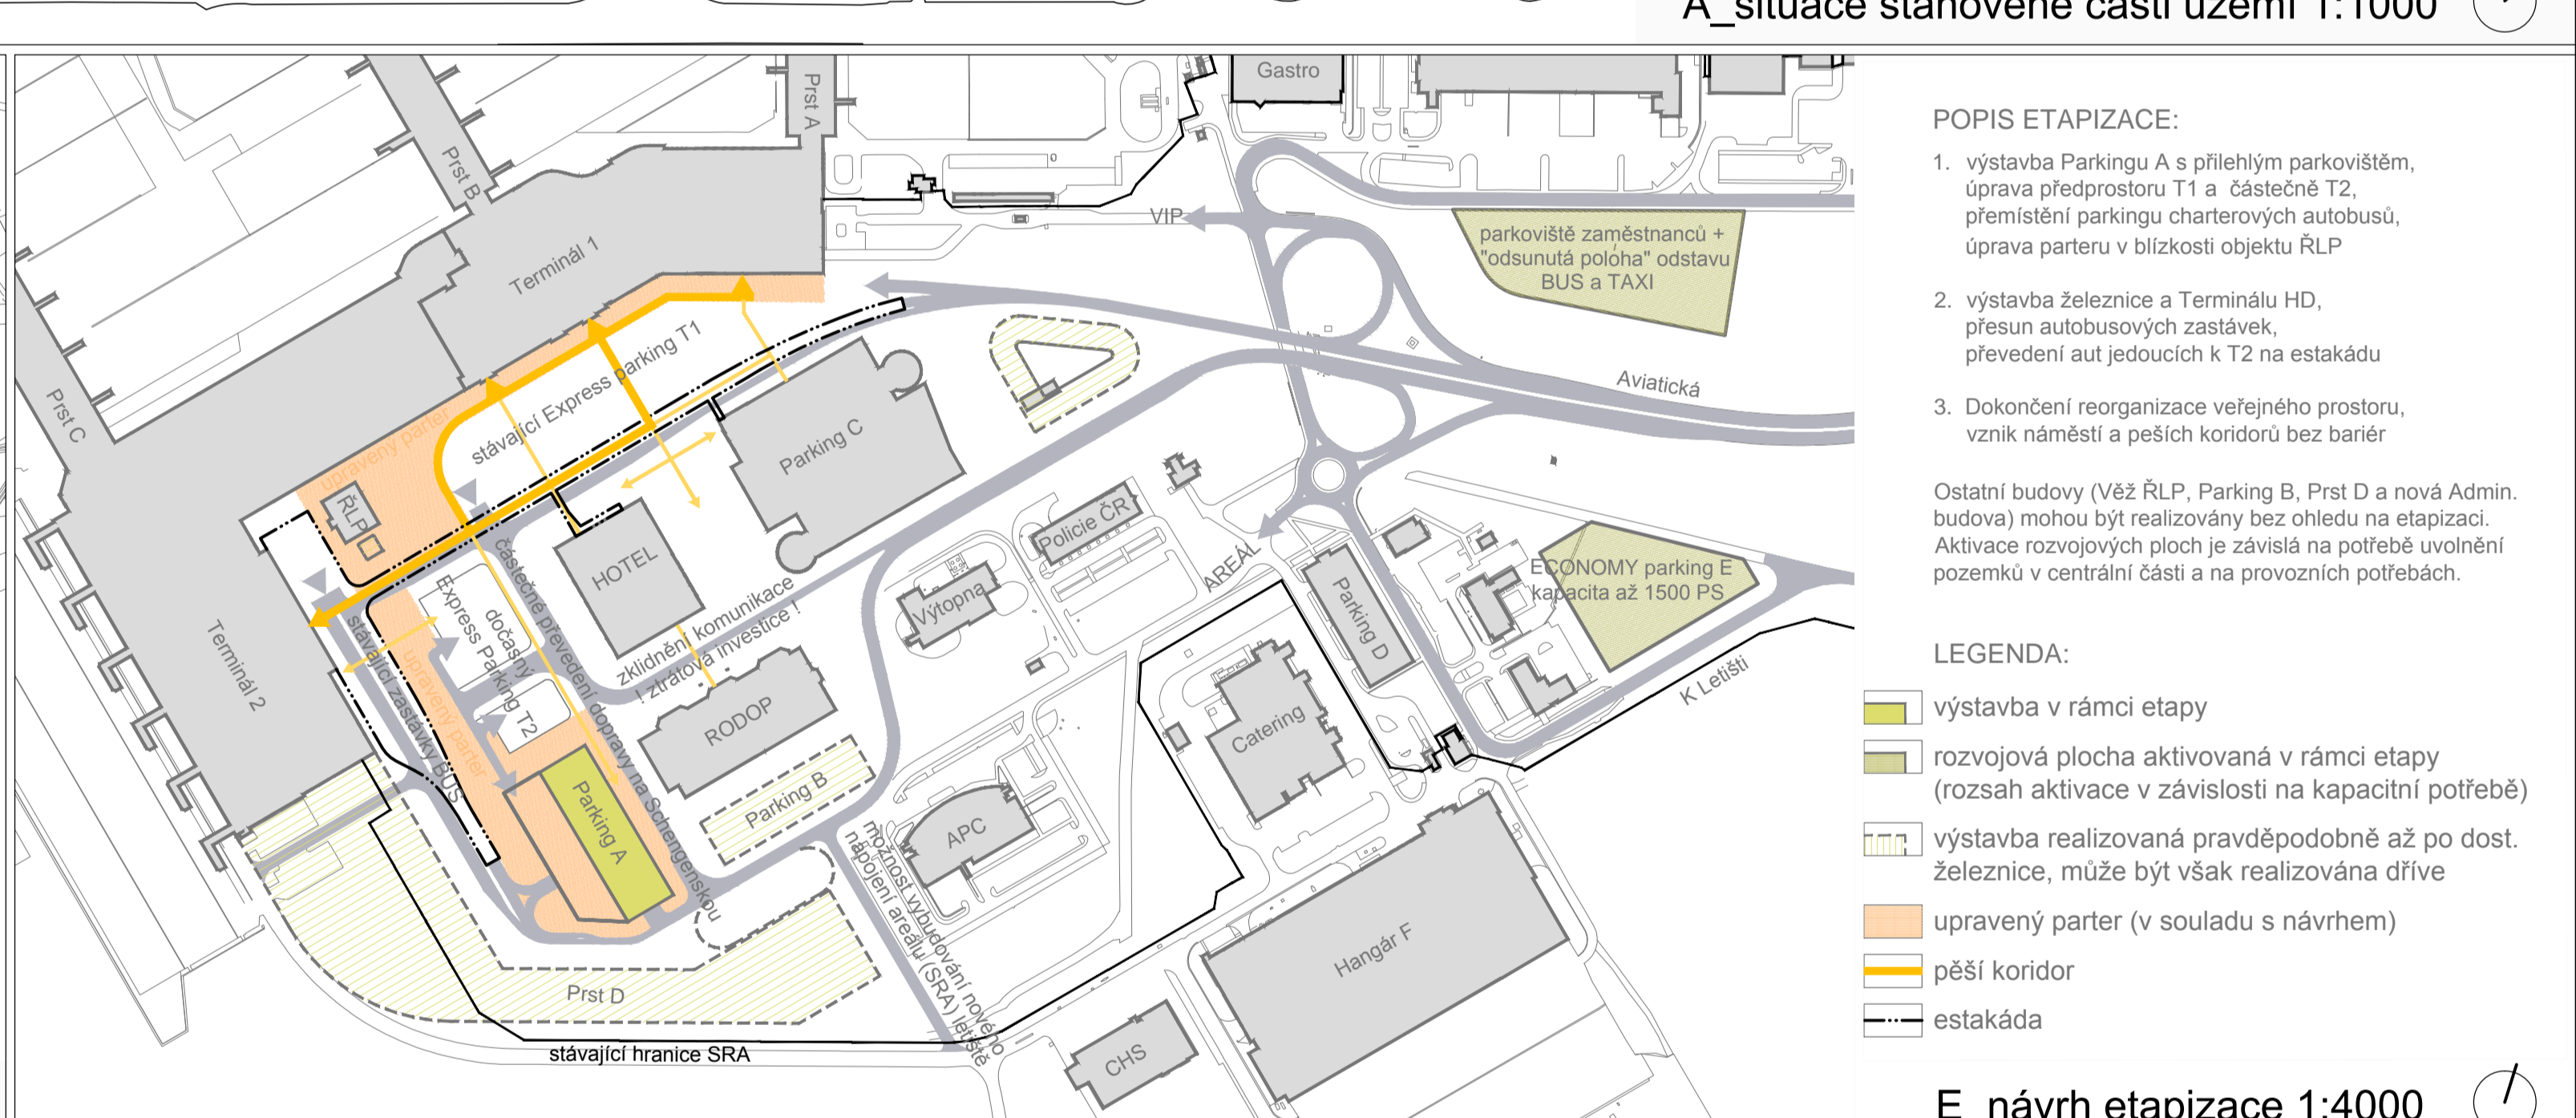 A_situace stanovené části území 1:1000
Prst A
Prst B
Gastro
Terminál 1
VIP
parkoviště zaměstnanců +
"odsunutá poloha" odstavu
BUS a TAXI
Prst C
upravený parter
stávající Express parking T1
Parking C
Aviatická
ŘLP
HOTEL
Policie ČR
AREÁL
Výtopna
Parking D
ECONOMY parking E
kapacita až 1500 PS
K Letišti
Terminál 2
stávající zastávky BUS
upravený parter
dočasný
Express Parking T2
částečné převedení dopravy na Schengenskou
zklidnění komunikace
! ztrátová investice !
RODOP
Catering
Parking A
Parking B
APC
možnost vybudování nového
napojení areálu (SRA) letiště
Prst D
Hangár F
CHS
stávající hranice SRA
POPIS ETAPIZACE:
1. výstavba Parkingu A s přilehlým parkovištěm,
úprava předprostoru T1 a částečně T2,
přemístění parkingu charterových autobusů,
úprava parteru v blízkosti objektu ŘLP
2. výstavba železnice a Terminálu HD,
přesun autobusových zastávek,
převedení aut jedoucích k T2 na estakádu
3. Dokončení reorganizace veřejného prostoru,
vznik náměstí a peších koridorů bez bariér
Ostatní budovy (Věž ŘLP, Parking B, Prst D a nová Admin.
budova) mohou být realizovány bez ohledu na etapizaci.
Aktivace rozvojových ploch je závislá na potřebě uvolnění
pozemků v centrální části a na provozních potřebách.
LEGENDA:
výstavba v rámci etapy
rozvojová plocha aktivovaná v rámci etapy
(rozsah aktivace v závislosti na kapacitní potřebě)
výstavba realizovaná pravděpodobně až po dost.
železnice, může být však realizována dříve
upravený parter (v souladu s návrhem)
pěší koridor
estakáda
E_návrh etapizace 1:4000